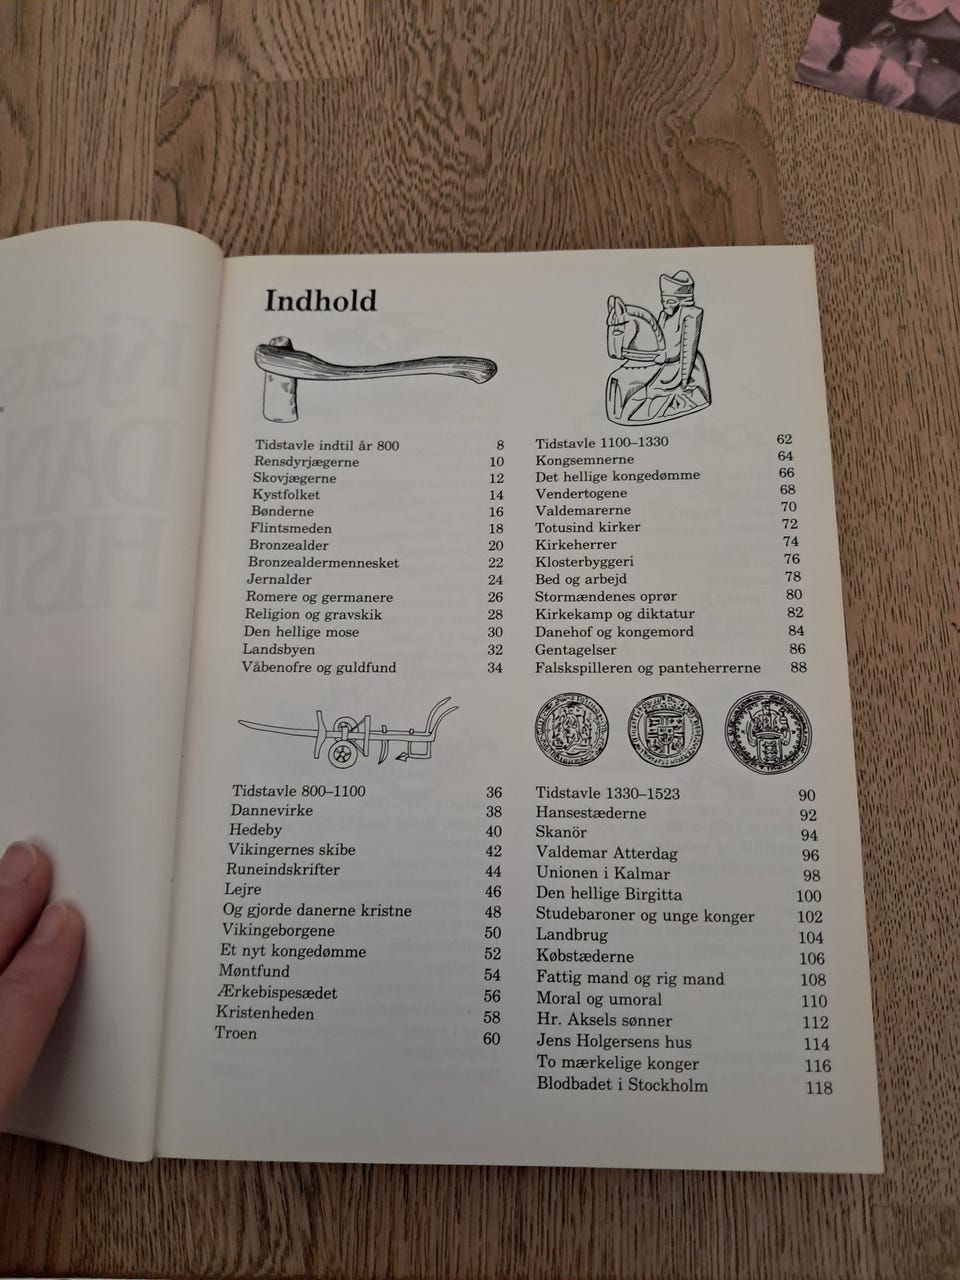 Indhold
Tidstavle indtil år 800 8
Rensdyrjægerne 10
Skovjægerne 12
Kystfolket 14
Bønderne 16
Flintsmeden 18
Bronzealder 20
Bronzealdermennesket 22
Jernalder 24
Romere og germanere 26
Religion og gravskik 28
Den hellige mose 30
Landsbyen 32
Våbenofre og guldfund 34
Tidstavle 800–1100 36
Dannevirke 38
Hedeby 40
Vikingernes skibe 42
Runeindskrifter 44
Lejre 46
Og gjorde danerne kristne 48
Vikingeborgene 50
Et nyt kongedømme 52
Møntfund 54
Ærkebispesædet 56
Kristenheden 58
Troen 60
Tidstavle 1100–1330 62
Kongsemnerne 64
Det hellige kongedømme 66
Vendertogene 68
Valdemarerne 70
Totusind kirker 72
Kirkeherrer 74
Klosterbyggeri 76
Bed og arbejd 78
Stormændenes oprør 80
Kirkekamp og diktatur 82
Danehof og kongemord 84
Gentagelser 86
Falskspilleren og panteherrerne 88
Tidstavle 1330–1523 90
Hansestæderne 92
Skanör 94
Valdemar Atterdag 96
Unionen i Kalmar 98
Den hellige Birgitta 100
Studebaroner og unge konger 102
Landbrug 104
Købstæderne 106
Fattig mand og rig mand 108
Moral og umoral 110
Hr. Aksels sønner 112
Jens Holgersens hus 114
To mærkelige konger 116
Blodbadet i Stockholm 118